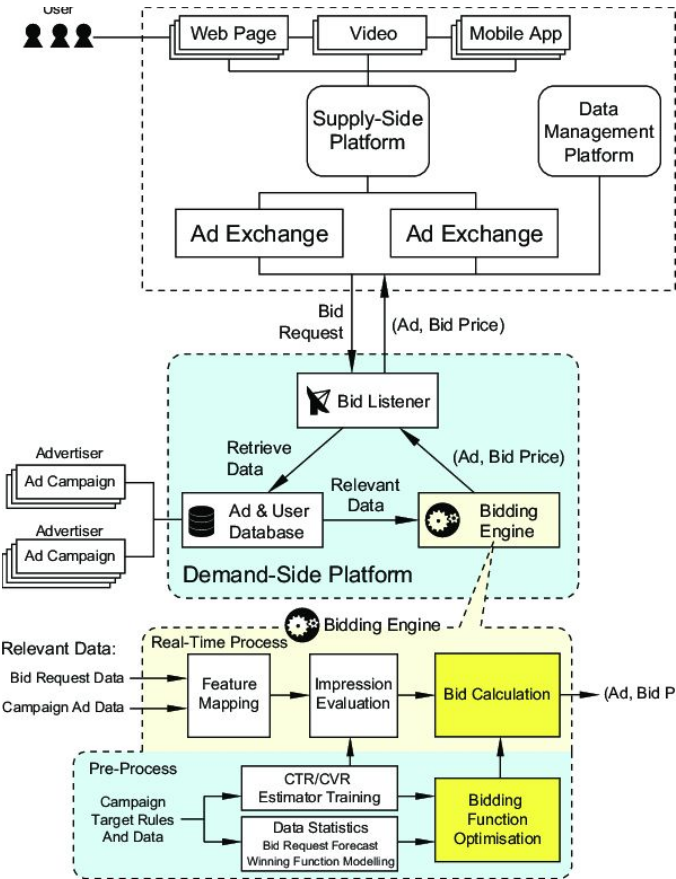 User
Web Page
Video
Mobile App
Supply-Side
Platform
Data
Management
Platform
Ad Exchange
Ad Exchange
Bid
Request
(Ad, Bid Price)
Bid Listener
Retrieve
Data
(Ad, Bid Price)
Advertiser
Ad Campaign
Advertiser
Ad Campaign
Ad & User
Database
Relevant
Data
Bidding
Engine
Demand-Side Platform
Bidding Engine
Real-Time Process
Relevant Data:
Bid Request Data
Campaign Ad Data
Feature
Mapping
Impression
Evaluation
Bid Calculation
(Ad, Bid P
Pre-Process
Campaign
Target Rules
And Data
CTR/CVR
Estimator Training
Data Statistics
Bid Request Forecast
Winning Function Modelling
Bidding
Function
Optimisation